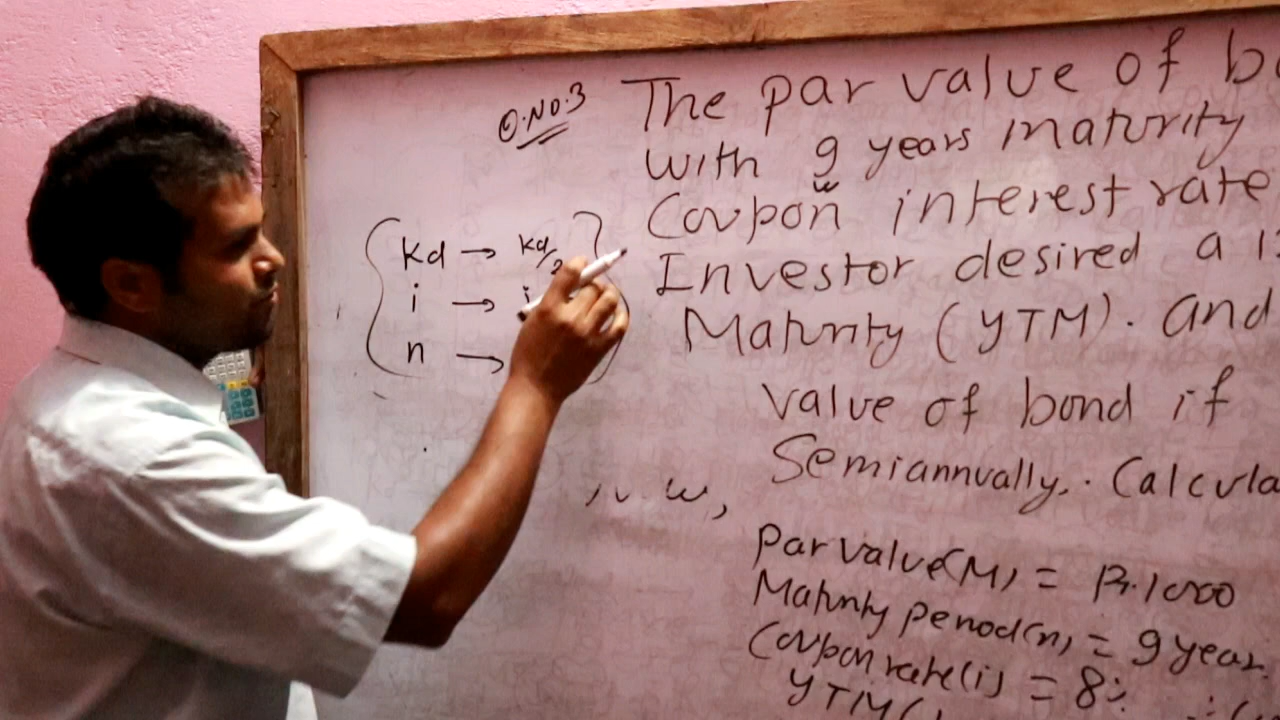 Q.NO.3
The par value of b
with 9 years maturity
Coupon interest rate
Investor desired a 1
Maturity (YTM). and
value of bond if
Semiannually. Calcula
kd → kd/2
i → i
n →
Par value(M) = Rs.1000
Maturity period(n) = 9 year.
Coupon rate(i) = 8%
YTM(